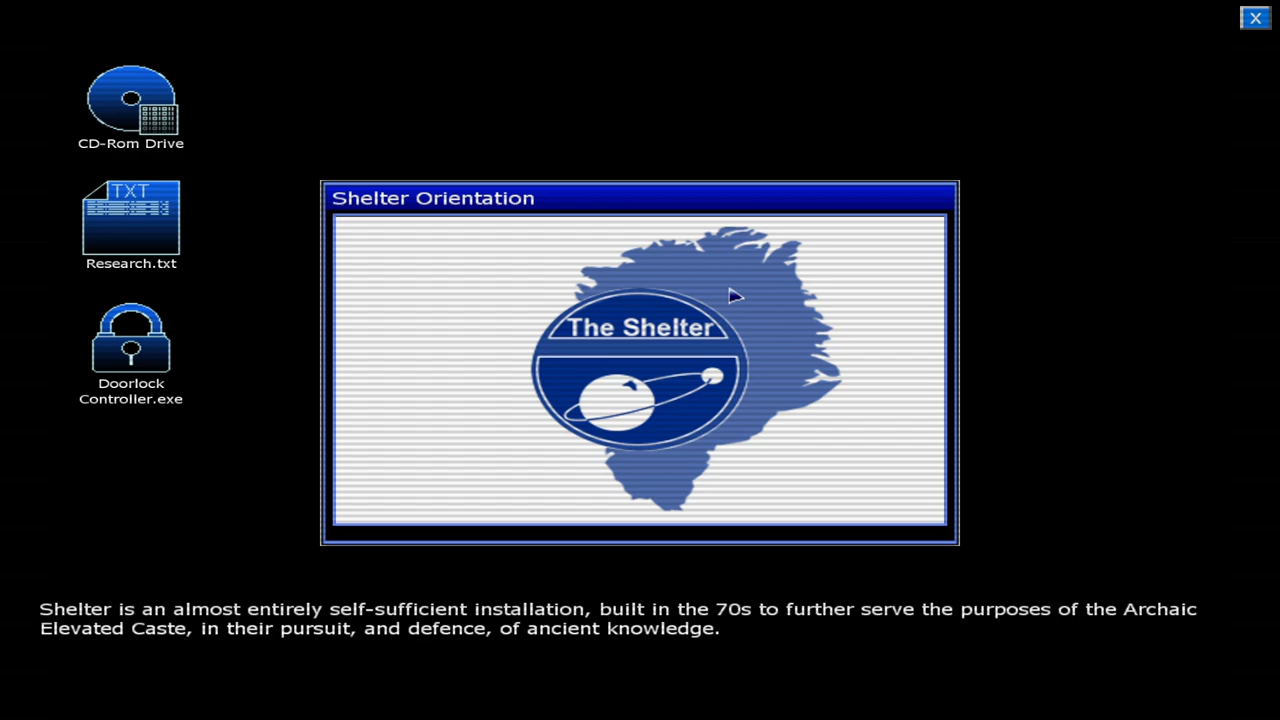 X
CD-Rom Drive
TXT
Research.txt
Doorlock
Controller.exe
Shelter Orientation
The Shelter
Shelter is an almost entirely self-sufficient installation, built in the 70s to further serve the purposes of the Archaic
Elevated Caste, in their pursuit, and defence, of ancient knowledge.